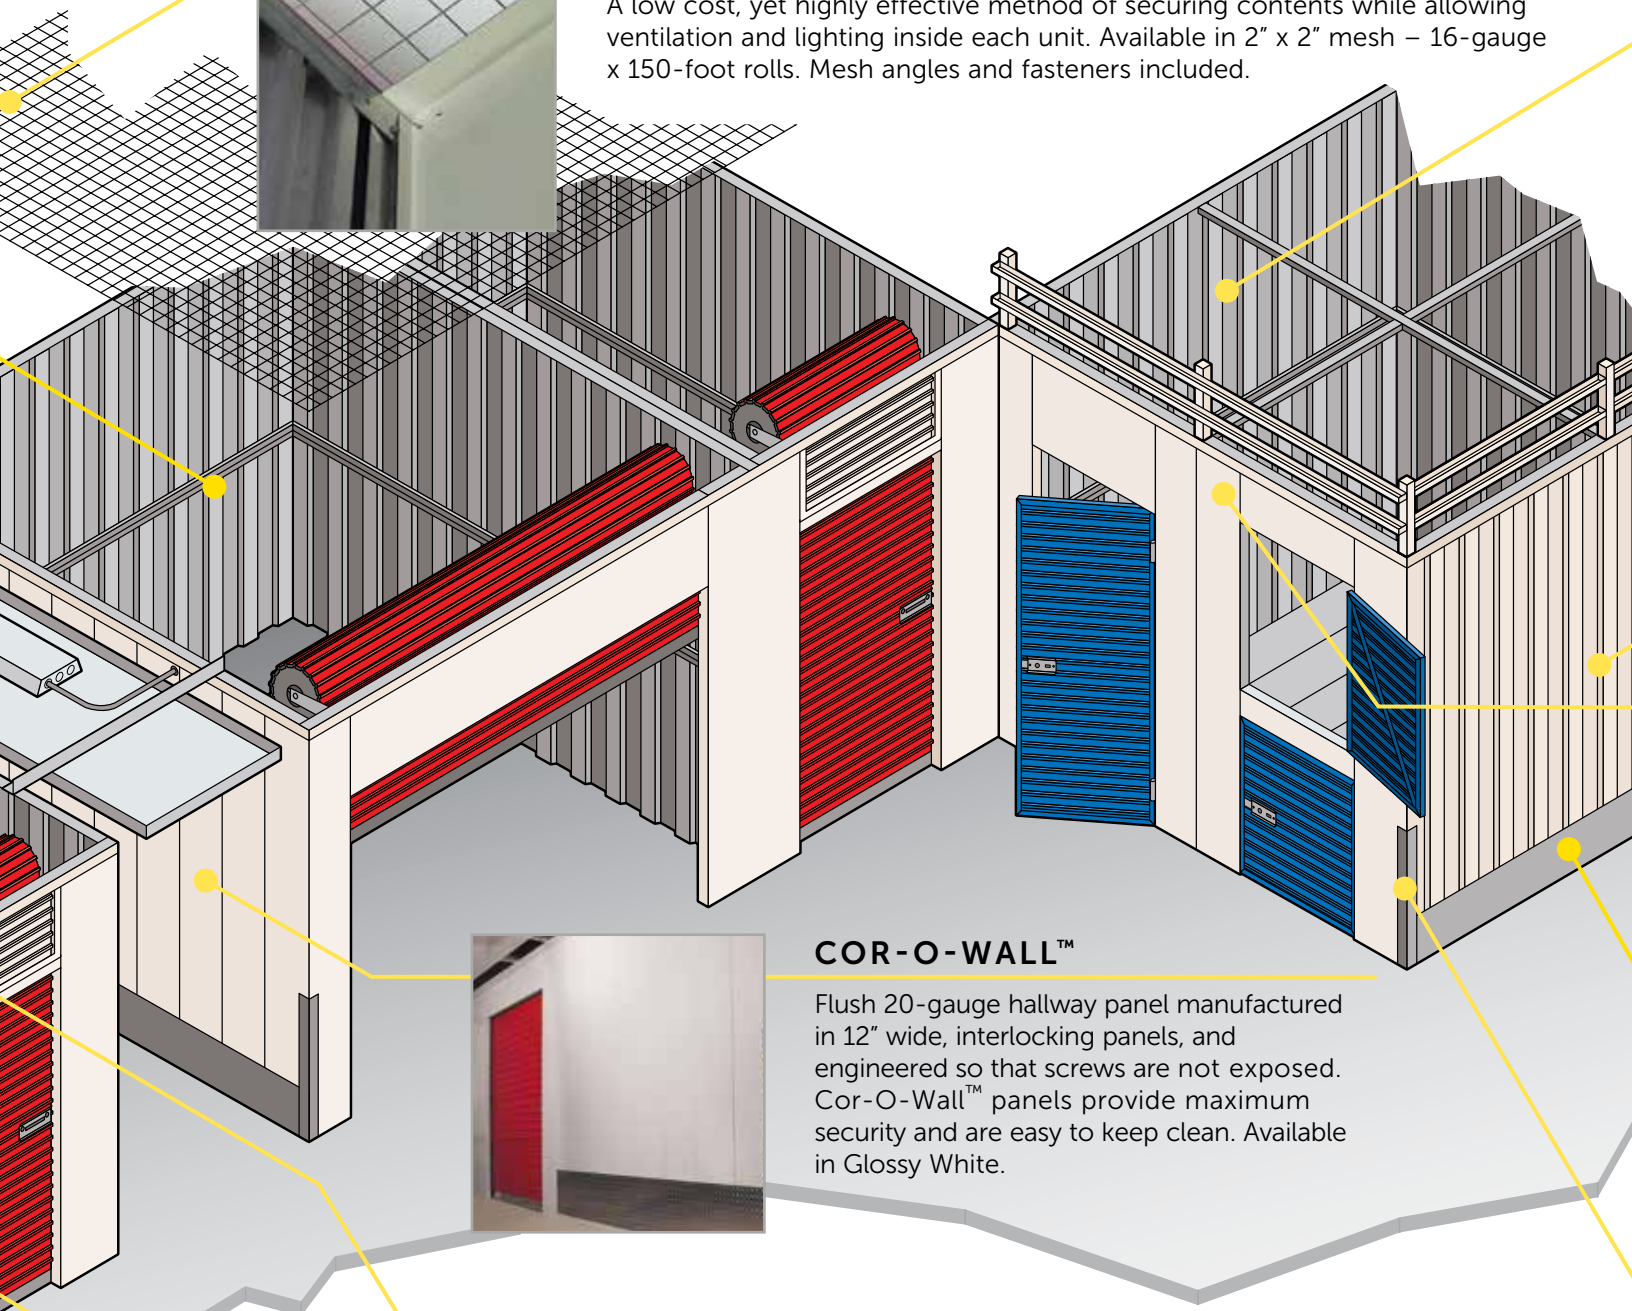 A low cost, yet highly effective method of securing contents while allowing
ventilation and lighting inside each unit. Available in 2” x 2” mesh – 16-gauge
x 150-foot rolls. Mesh angles and fasteners included.
COR-O-WALL™
Flush 20-gauge hallway panel manufactured
in 12” wide, interlocking panels, and
engineered so that screws are not exposed.
Cor-O-Wall™ panels provide maximum
security and are easy to keep clean. Available
in Glossy White.